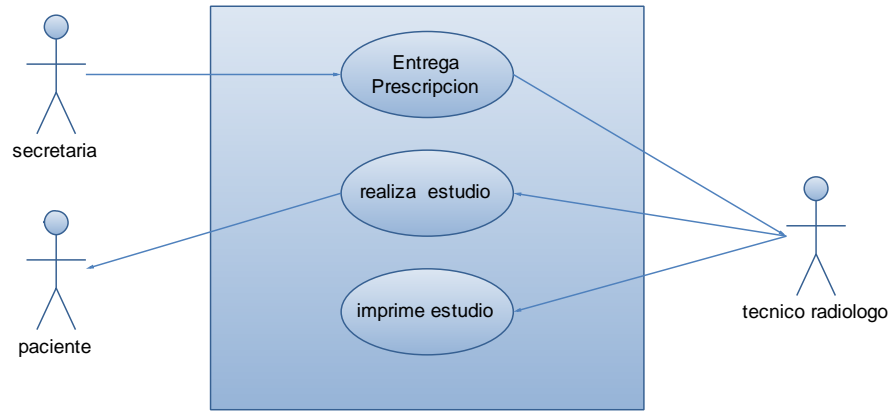 Entrega
Prescripcion
secretaria
realiza estudio
imprime estudio
tecnico radiologo
paciente